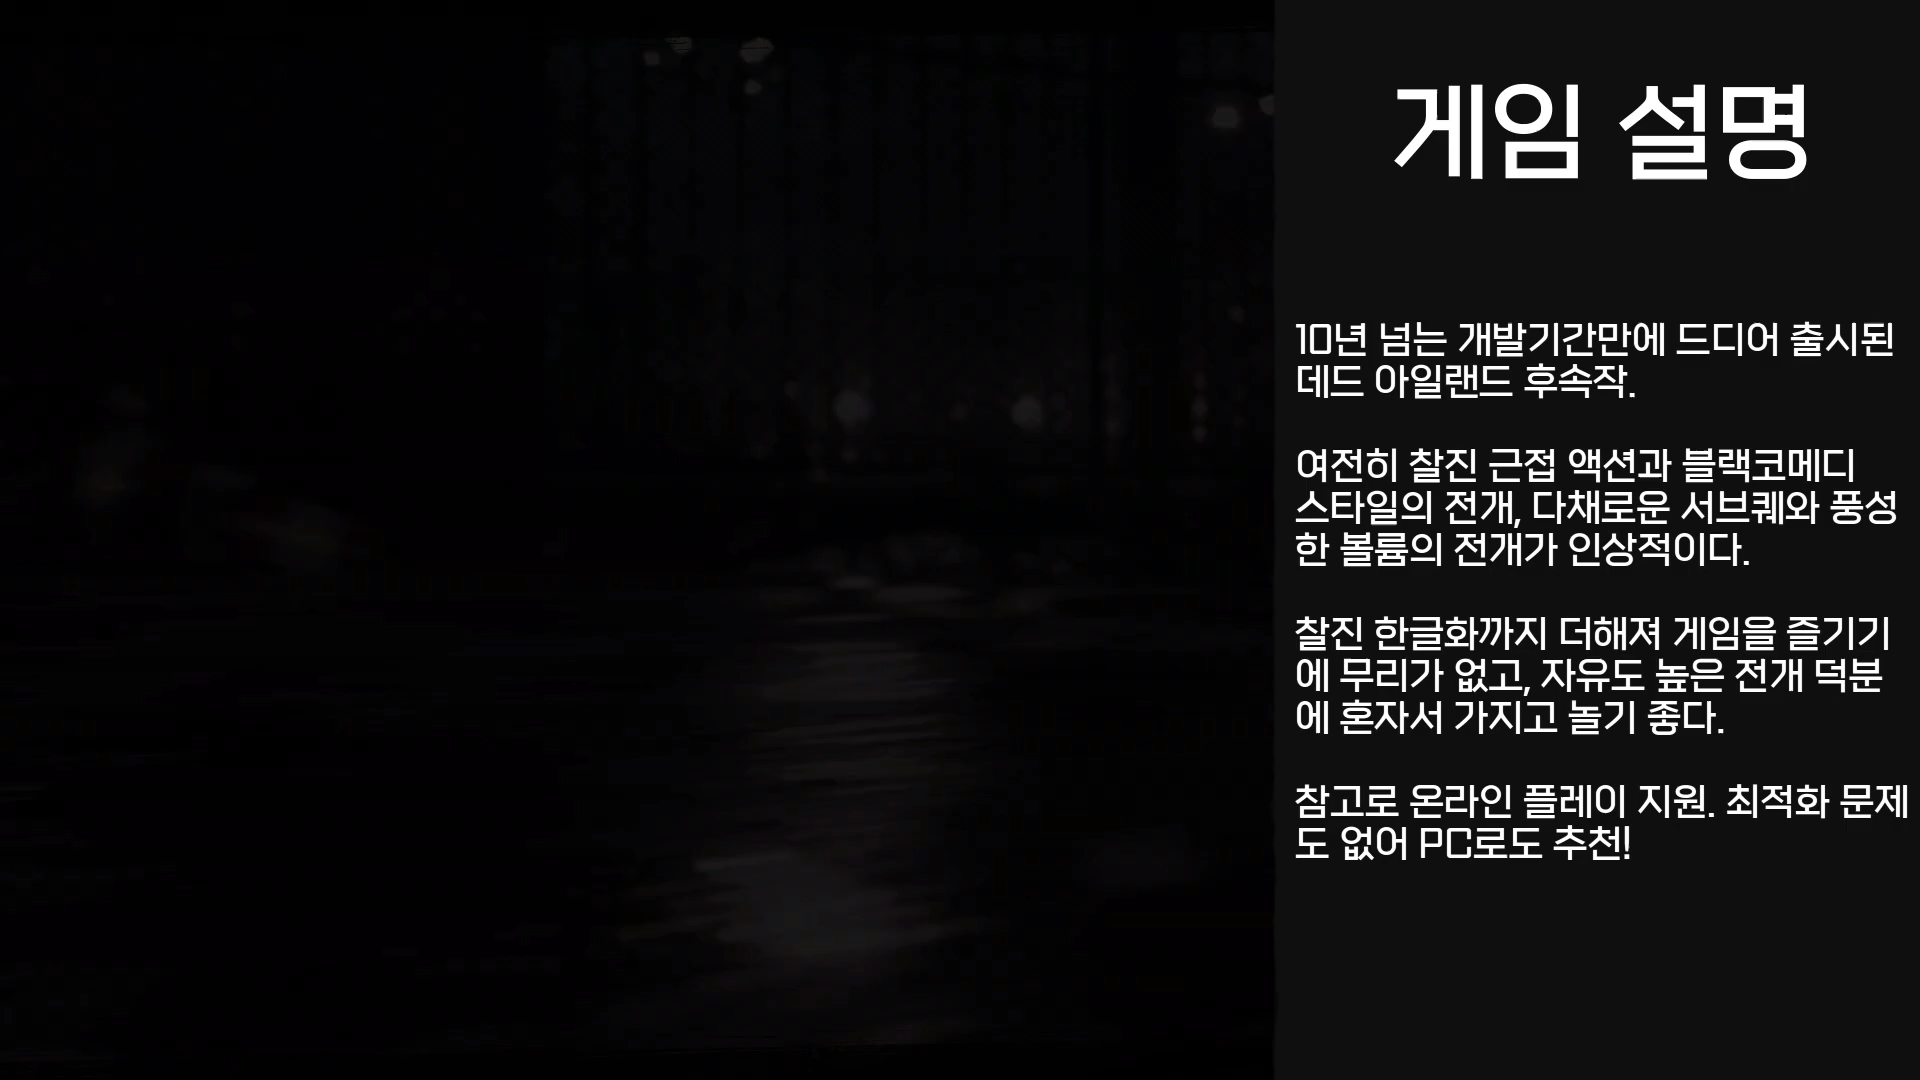 게임 설명
10년 넘는 개발기간만에 드디어 출시된
데드 아일랜드 후속작.
여전히 찰진 근접 액션과 블랙코메디
스타일의 전개, 다채로운 서브퀘와 풍성
한 볼륨의 전개가 인상적이다.
찰진 한글화까지 더해져 게임을 즐기기
에 무리가 없고, 자유도 높은 전개 덕분
에 혼자서 가지고 놀기 좋다.
참고로 온라인 플레이 지원. 최적화 문제
도 없어 PC로도 추천!